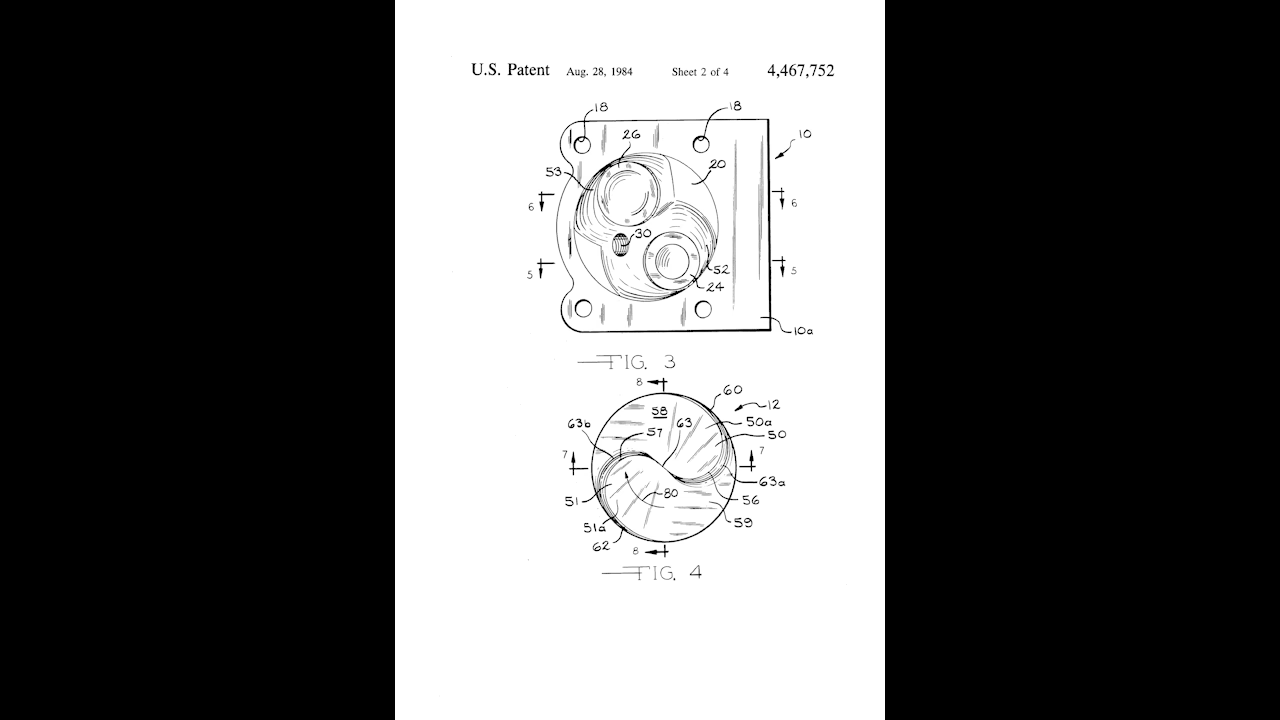 U.S. Patent Aug. 28, 1984 Sheet 2 of 4 4,467,752
18 18
26 10
53 20
6 6
30
5 52 5
24
10a
FIG. 3
8 60
58 12
63b 63 50a
57 50
7 7
63a
51 80 56
51a 59
62
8
FIG. 4